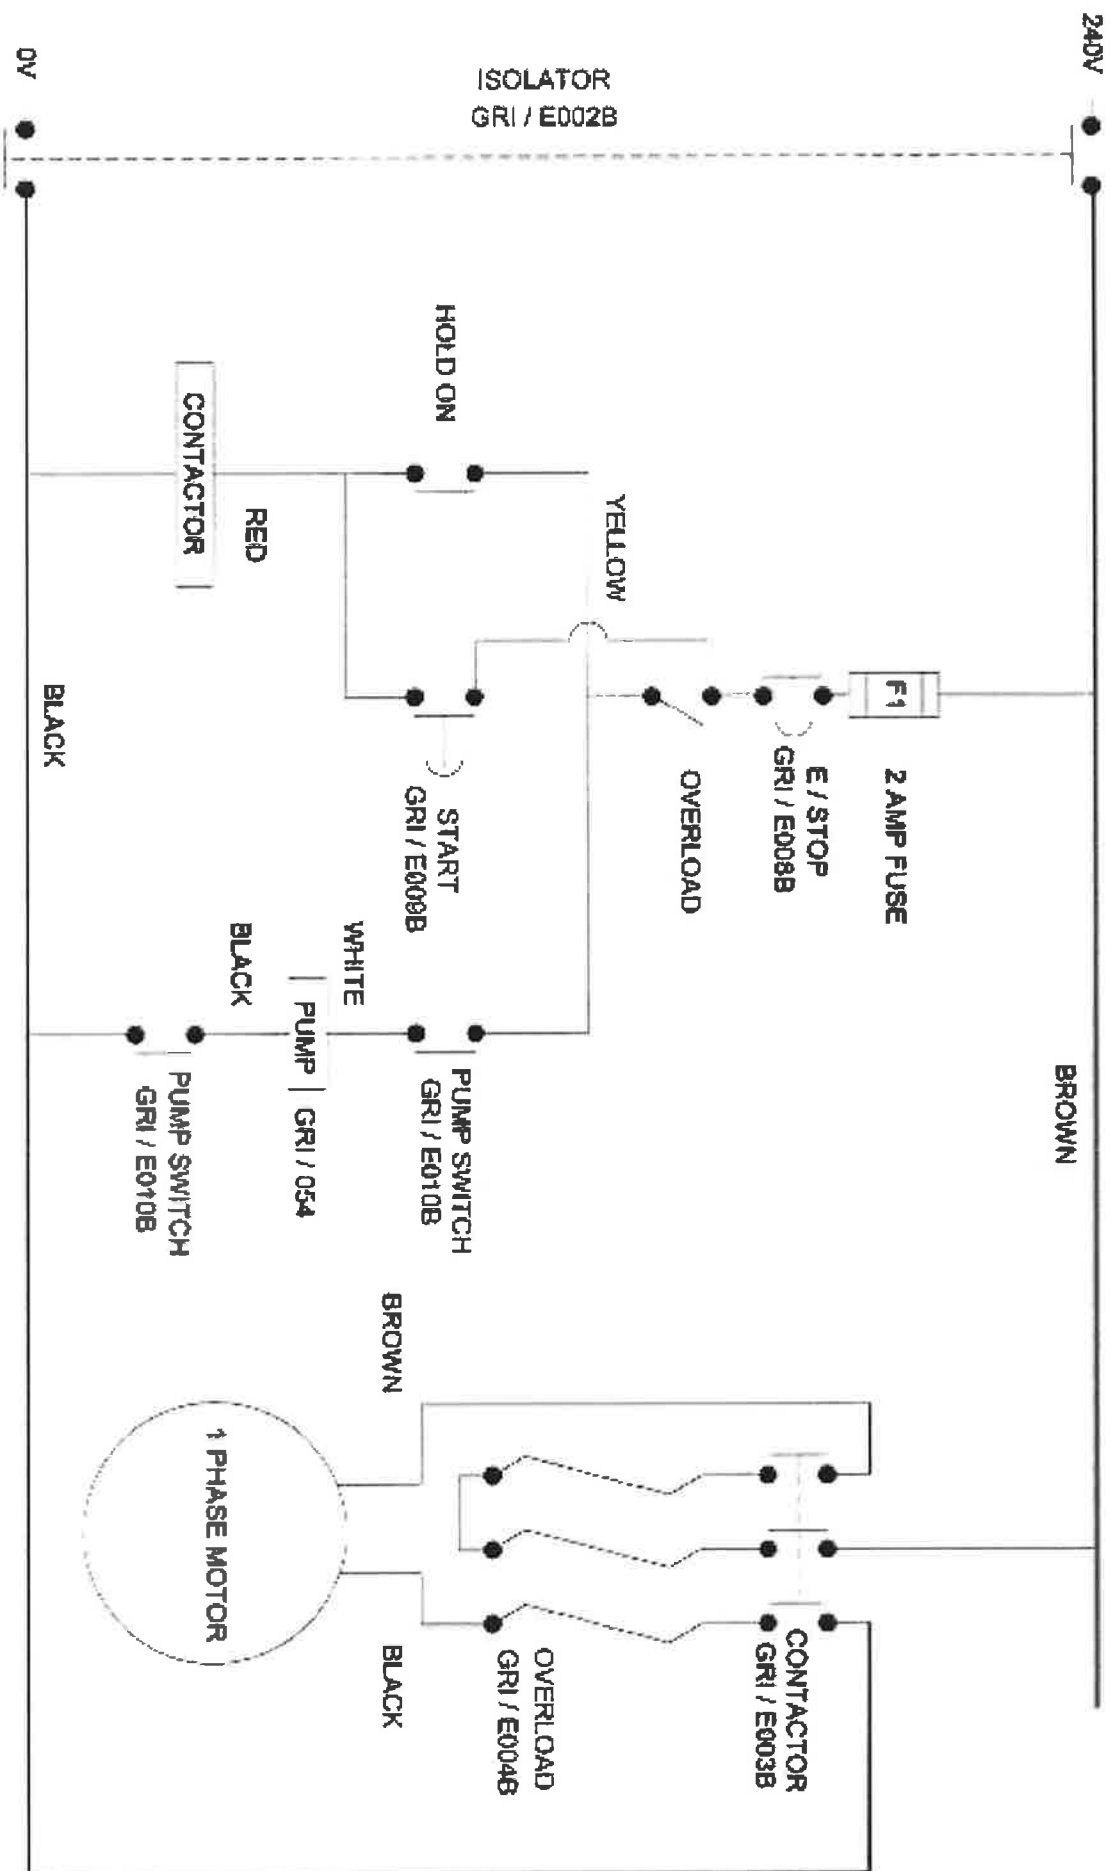 240V
0V
ISOLATOR
GRI / E002B
BROWN
F1
2 AMP FUSE
E / STOP
GRI / E008B
OVERLOAD
YELLOW
HOLD ON
START
GRI / E009B
RED
CONTACTOR
BLACK
PUMP SWITCH
GRI / E010B
WHITE
PUMP
GRI / 054
BLACK
PUMP SWITCH
GRI / E010B
CONTACTOR
GRI / E003B
OVERLOAD
GRI / E004B
BROWN
BLACK
1 PHASE MOTOR